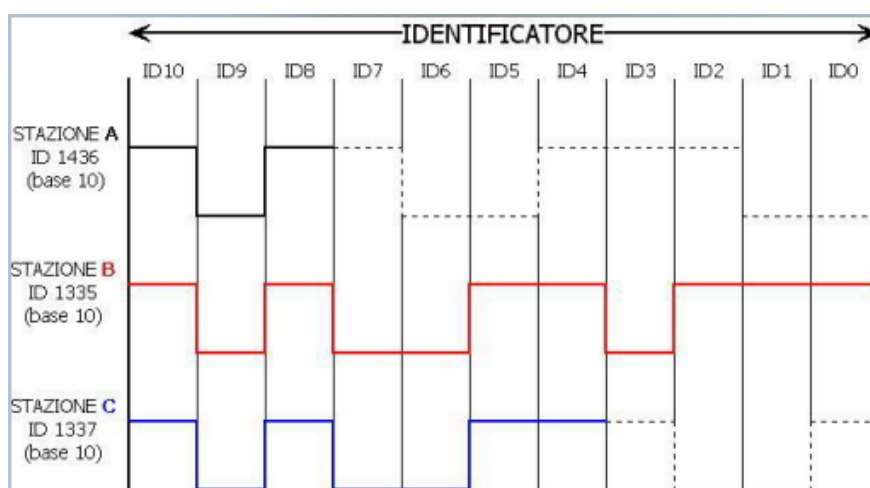 IDENTIFICATORE
ID10 ID9 ID8 ID7 ID6 ID5 ID4 ID3 ID2 ID1 ID0
STAZIONE A
ID 1436
(base 10)
STAZIONE B
ID 1335
(base 10)
STAZIONE C
ID 1337
(base 10)